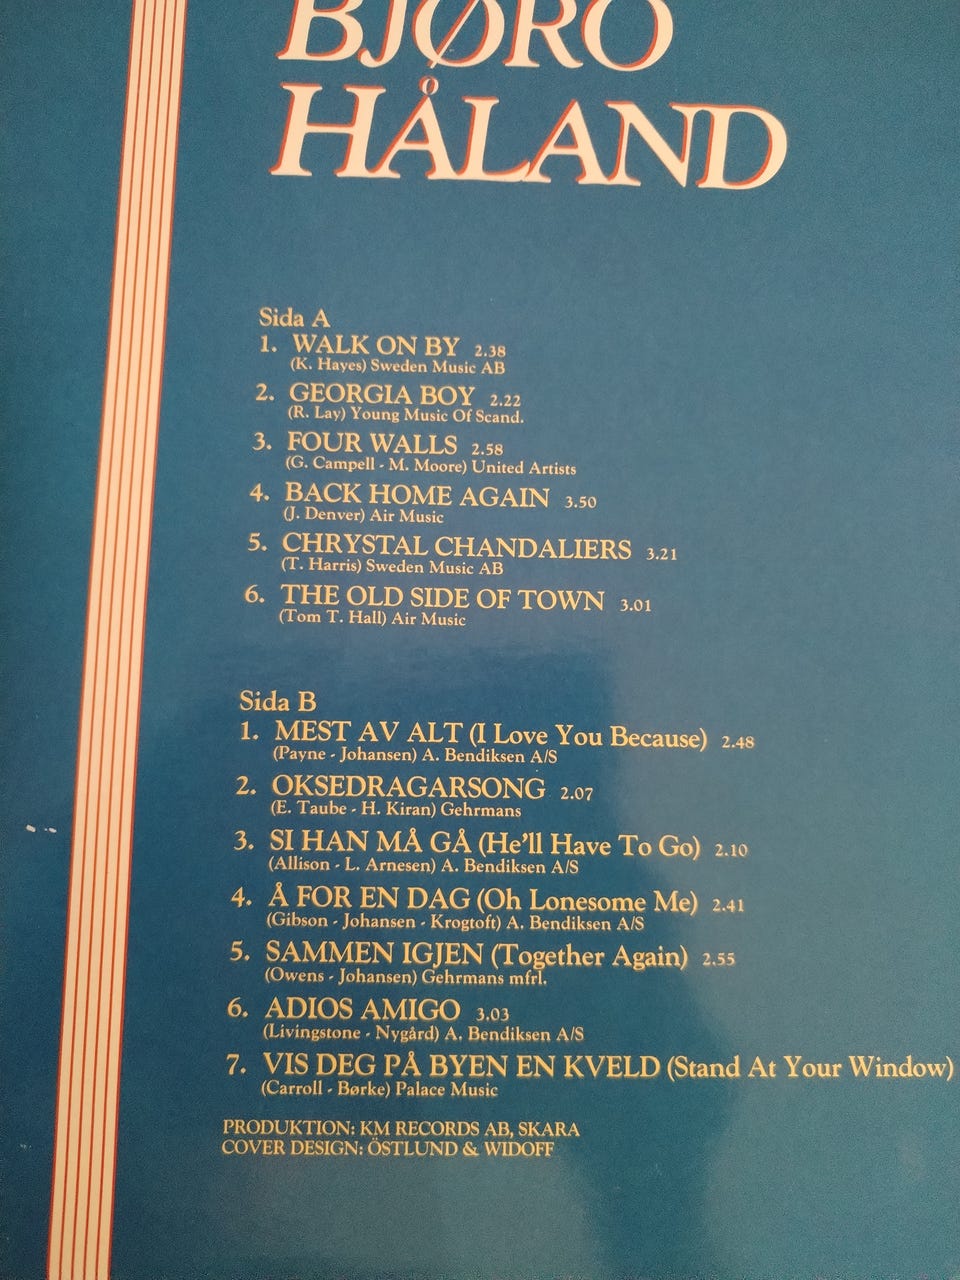 BJØRO
HÅLAND
Sida A
1. WALK ON BY 2.38
(K. Hayes) Sweden Music AB
2. GEORGIA BOY 2.22
(R. Lay) Young Music Of Scand.
3. FOUR WALLS 2.58
(G. Campell - M. Moore) United Artists
4. BACK HOME AGAIN 3.50
(J. Denver) Air Music
5. CHRYSTAL CHANDALIERS 3.21
(T. Harris) Sweden Music AB
6. THE OLD SIDE OF TOWN 3.01
(Tom T. Hall) Air Music
Sida B
1. MEST AV ALT (I Love You Because) 2.48
(Payne - Johansen) A. Bendiksen A/S
2. OKSEDRAGARSONG 2.07
(E. Taube - H. Kiran) Gehrmans
3. SI HAN MÅ GÅ (He'll Have To Go) 2.10
(Allison - L. Arnesen) A. Bendiksen A/S
4. Å FOR EN DAG (Oh Lonesome Me) 2.41
(Gibson - Johansen - Krogtoft) A. Bendiksen A/S
5. SAMMEN IGJEN (Together Again) 2.55
(Owens - Johansen) Gehrmans mfrl.
6. ADIOS AMIGO 3.03
(Livingstone - Nygård) A. Bendiksen A/S
7. VIS DEG PÅ BYEN EN KVELD (Stand At Your Window)
(Carroll - Børke) Palace Music
PRODUKTION: KM RECORDS AB, SKARA
COVER DESIGN: ÖSTLUND & WIDOFF